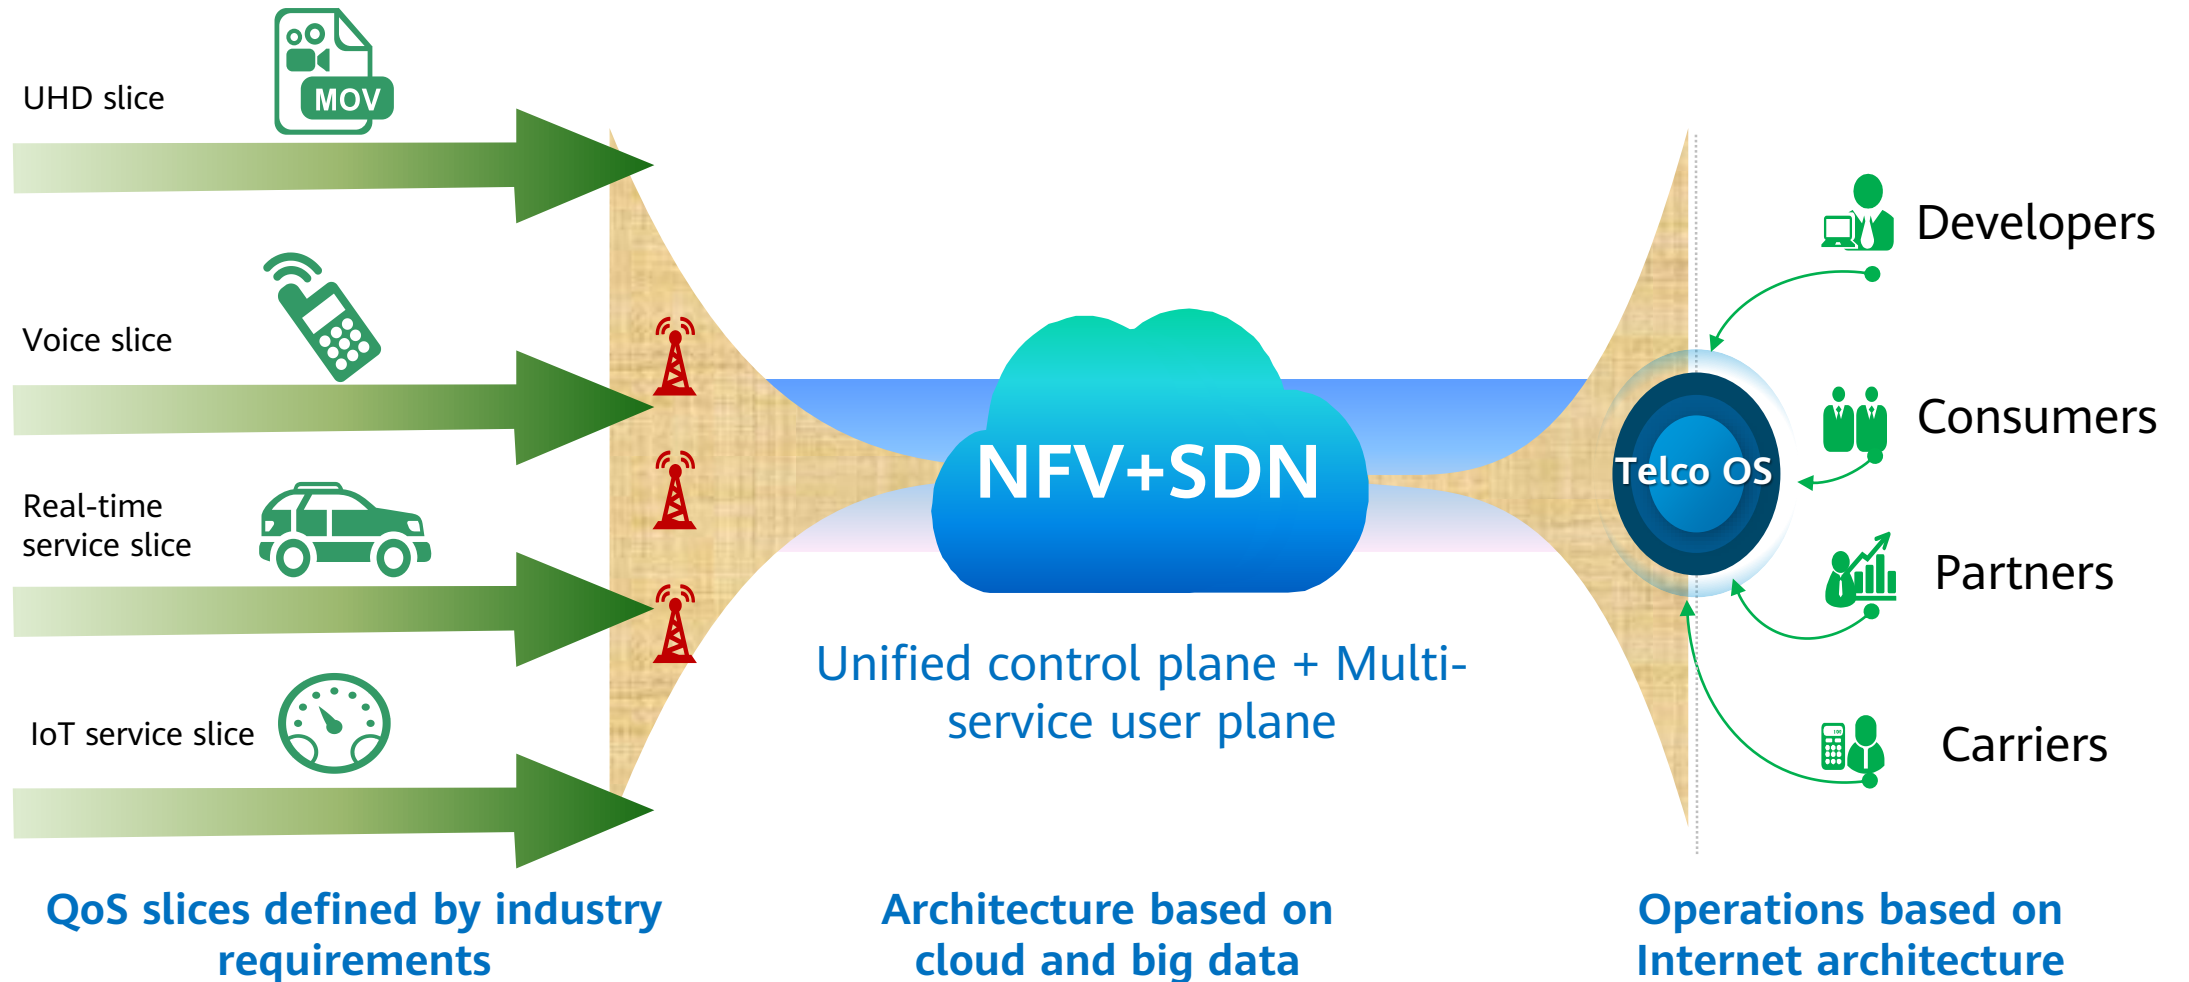 UHD slice
MOV
Voice slice
Real-time
service slice
IoT service slice
QoS slices defined by industry
requirements
NFV+SDN
Unified control plane + Multi-
service user plane
Architecture based on
cloud and big data
Telco OS
Developers
Consumers
Partners
Carriers
Operations based on
Internet architecture